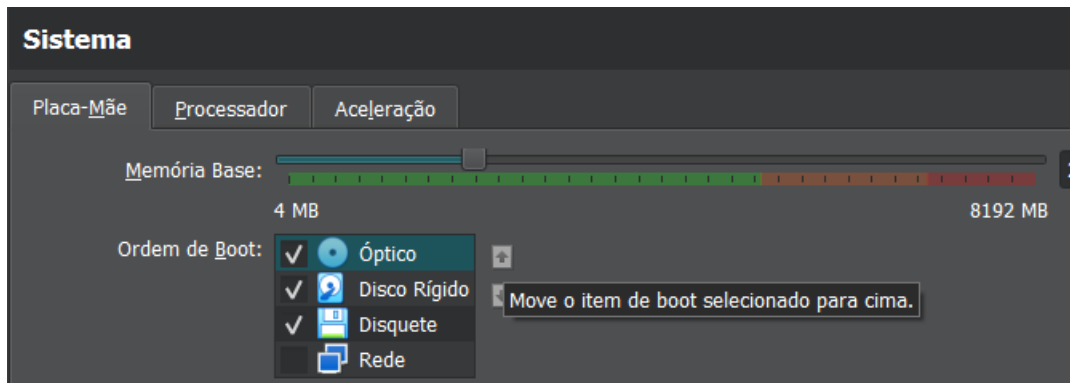 Sistema
Placa-Mãe Processador Aceleração
Memória Base:
4 MB 8192 MB
Ordem de Boot: Óptico
Disco Rígido
Move o item de boot selecionado para cima.
Disquete
Rede